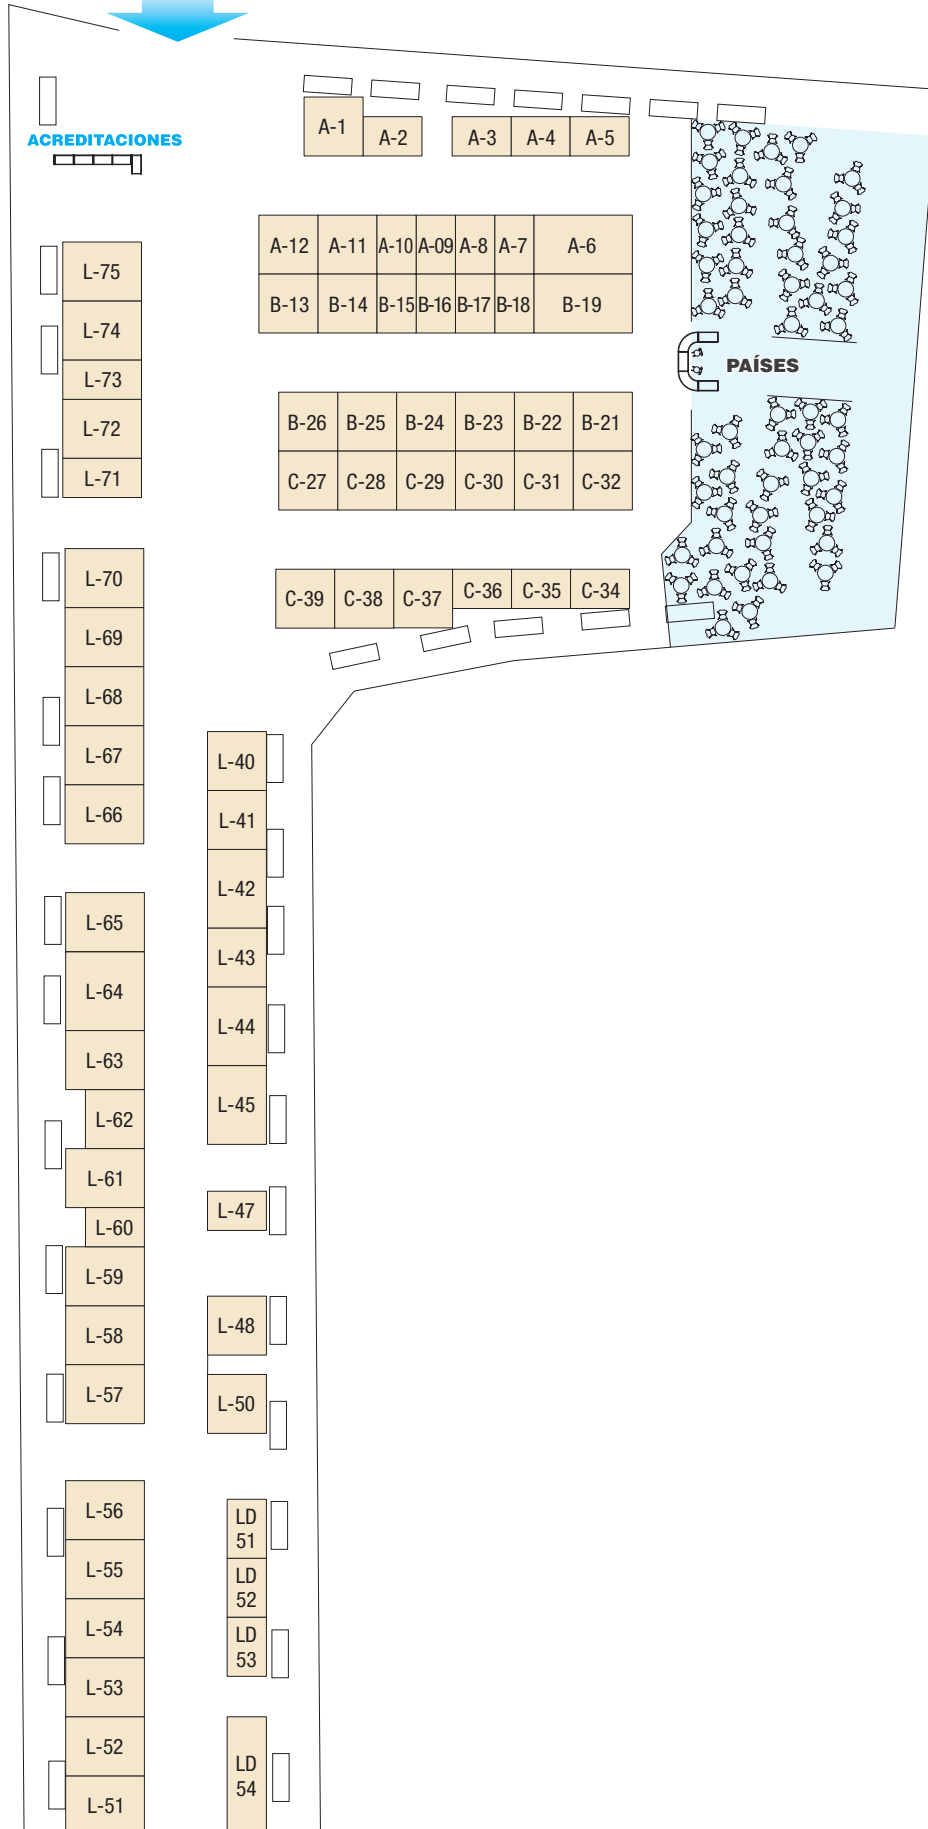 ACREDITACIONES
A-1
A-2
A-3
A-4
A-5
A-12
A-11
A-10
A-09
A-8
A-7
A-6
B-13
B-14
B-15
B-16
B-17
B-18
B-19
PAÍSES
B-26
B-25
B-24
B-23
B-22
B-21
C-27
C-28
C-29
C-30
C-31
C-32
C-39
C-38
C-37
C-36
C-35
C-34
L-75
L-74
L-73
L-72
L-71
L-70
L-69
L-68
L-67
L-66
L-65
L-64
L-63
L-62
L-61
L-60
L-59
L-58
L-57
L-56
L-55
L-54
L-53
L-52
L-51
L-40
L-41
L-42
L-43
L-44
L-45
L-47
L-48
L-50
LD
51
LD
52
LD
53
LD
54